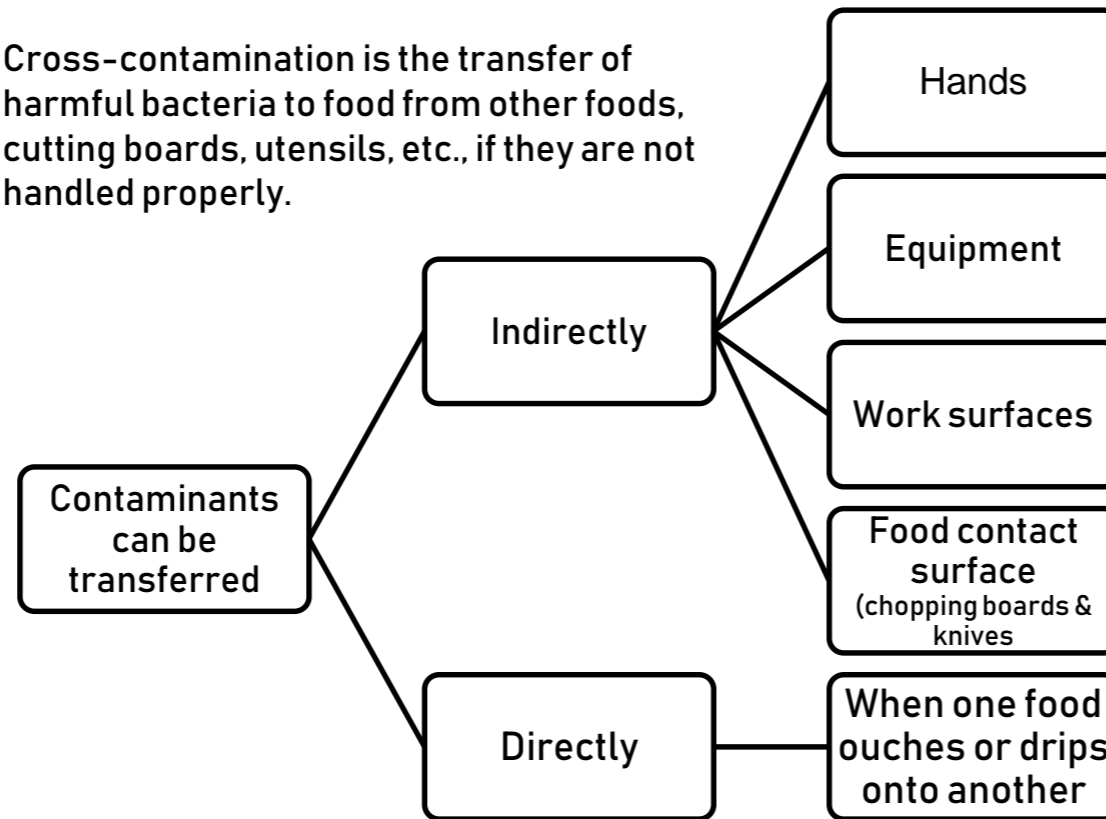 Cross-contamination is the transfer of
harmful bacteria to food from other foods,
cutting boards, utensils, etc., if they are not
handled properly.
Contaminants
can be
transferred
Indirectly
Hands
Equipment
Work surfaces
Food contact
surface
(chopping boards &
knives
Directly
When one food
ouches or drips
onto another